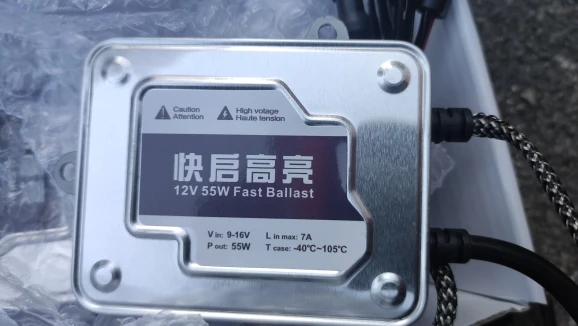 Caution
Attention
High voltage
Haute tension
快启高亮
12V 55W Fast Ballast
V in: 9-16V L in max: 7A
P out: 55W T case: -40℃~105℃